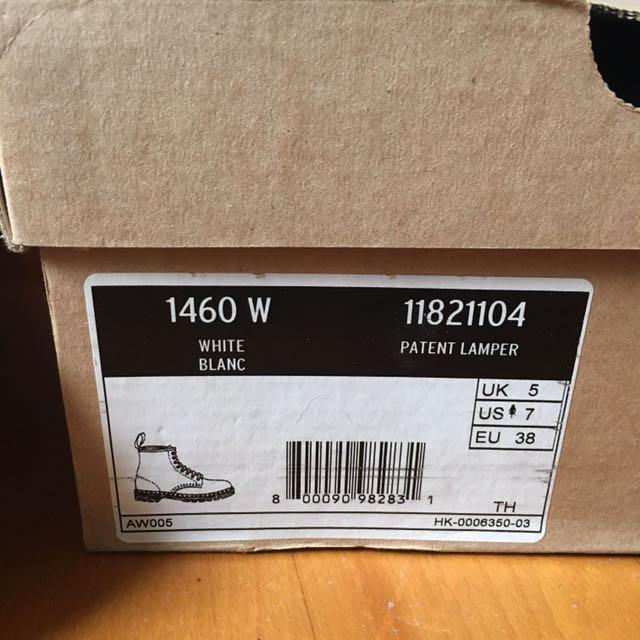 1460 W 11821104
WHITE PATENT LAMPER
BLANC
UK 5
US 7
EU 38
8 00090 98283 1
TH
AW005 HK-0006350-03